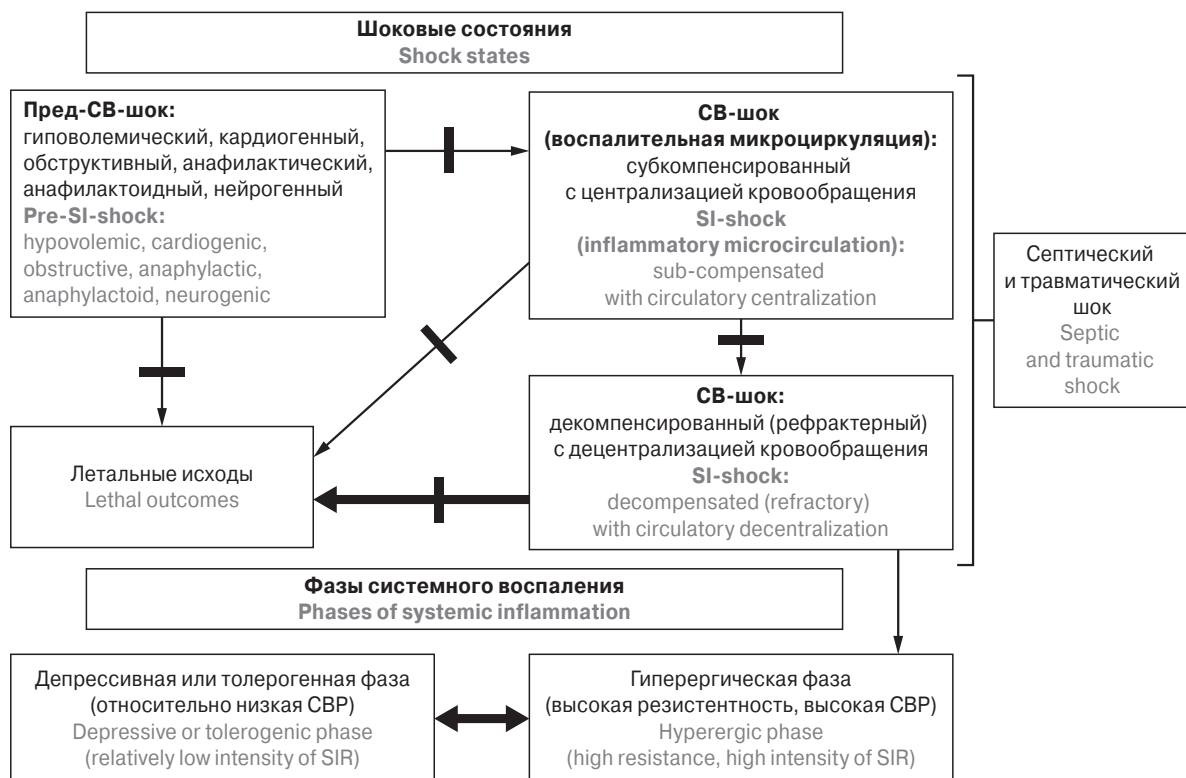 Шоковые состояния
Shock states
Пред-СВ-шок:
гиповолемический, кардиогенный,
обструктивный, анафилактический,
анафилактоидный, нейрогенный
Pre-SI-shock:
hypovolemic, cardiogenic,
obstructive, anaphylactic,
anaphylactoid, neurogenic
СВ-шок
(воспалительная микроциркуляция):
субкомпенсированный
с централизацией кровообращения
SI-shock
(inflammatory microcirculation):
sub-compensated
with circulatory centralization
Септический
и травматический
шок
Septic
and traumatic
shock
Летальные исходы
Lethal outcomes
СВ-шок:
декомпенсированный (рефрактерный)
с децентрализацией кровообращения
SI-shock:
decompensated (refractory)
with circulatory decentralization
Фазы системного воспаления
Phases of systemic inflammation
Депрессивная или толерогенная фаза
(относительно низкая СВР)
Depressive or tolerogenic phase
(relatively low intensity of SIR)
Гиперергическая фаза
(высокая резистентность, высокая СВР)
Hyperergic phase
(high resistance, high intensity of SIR)